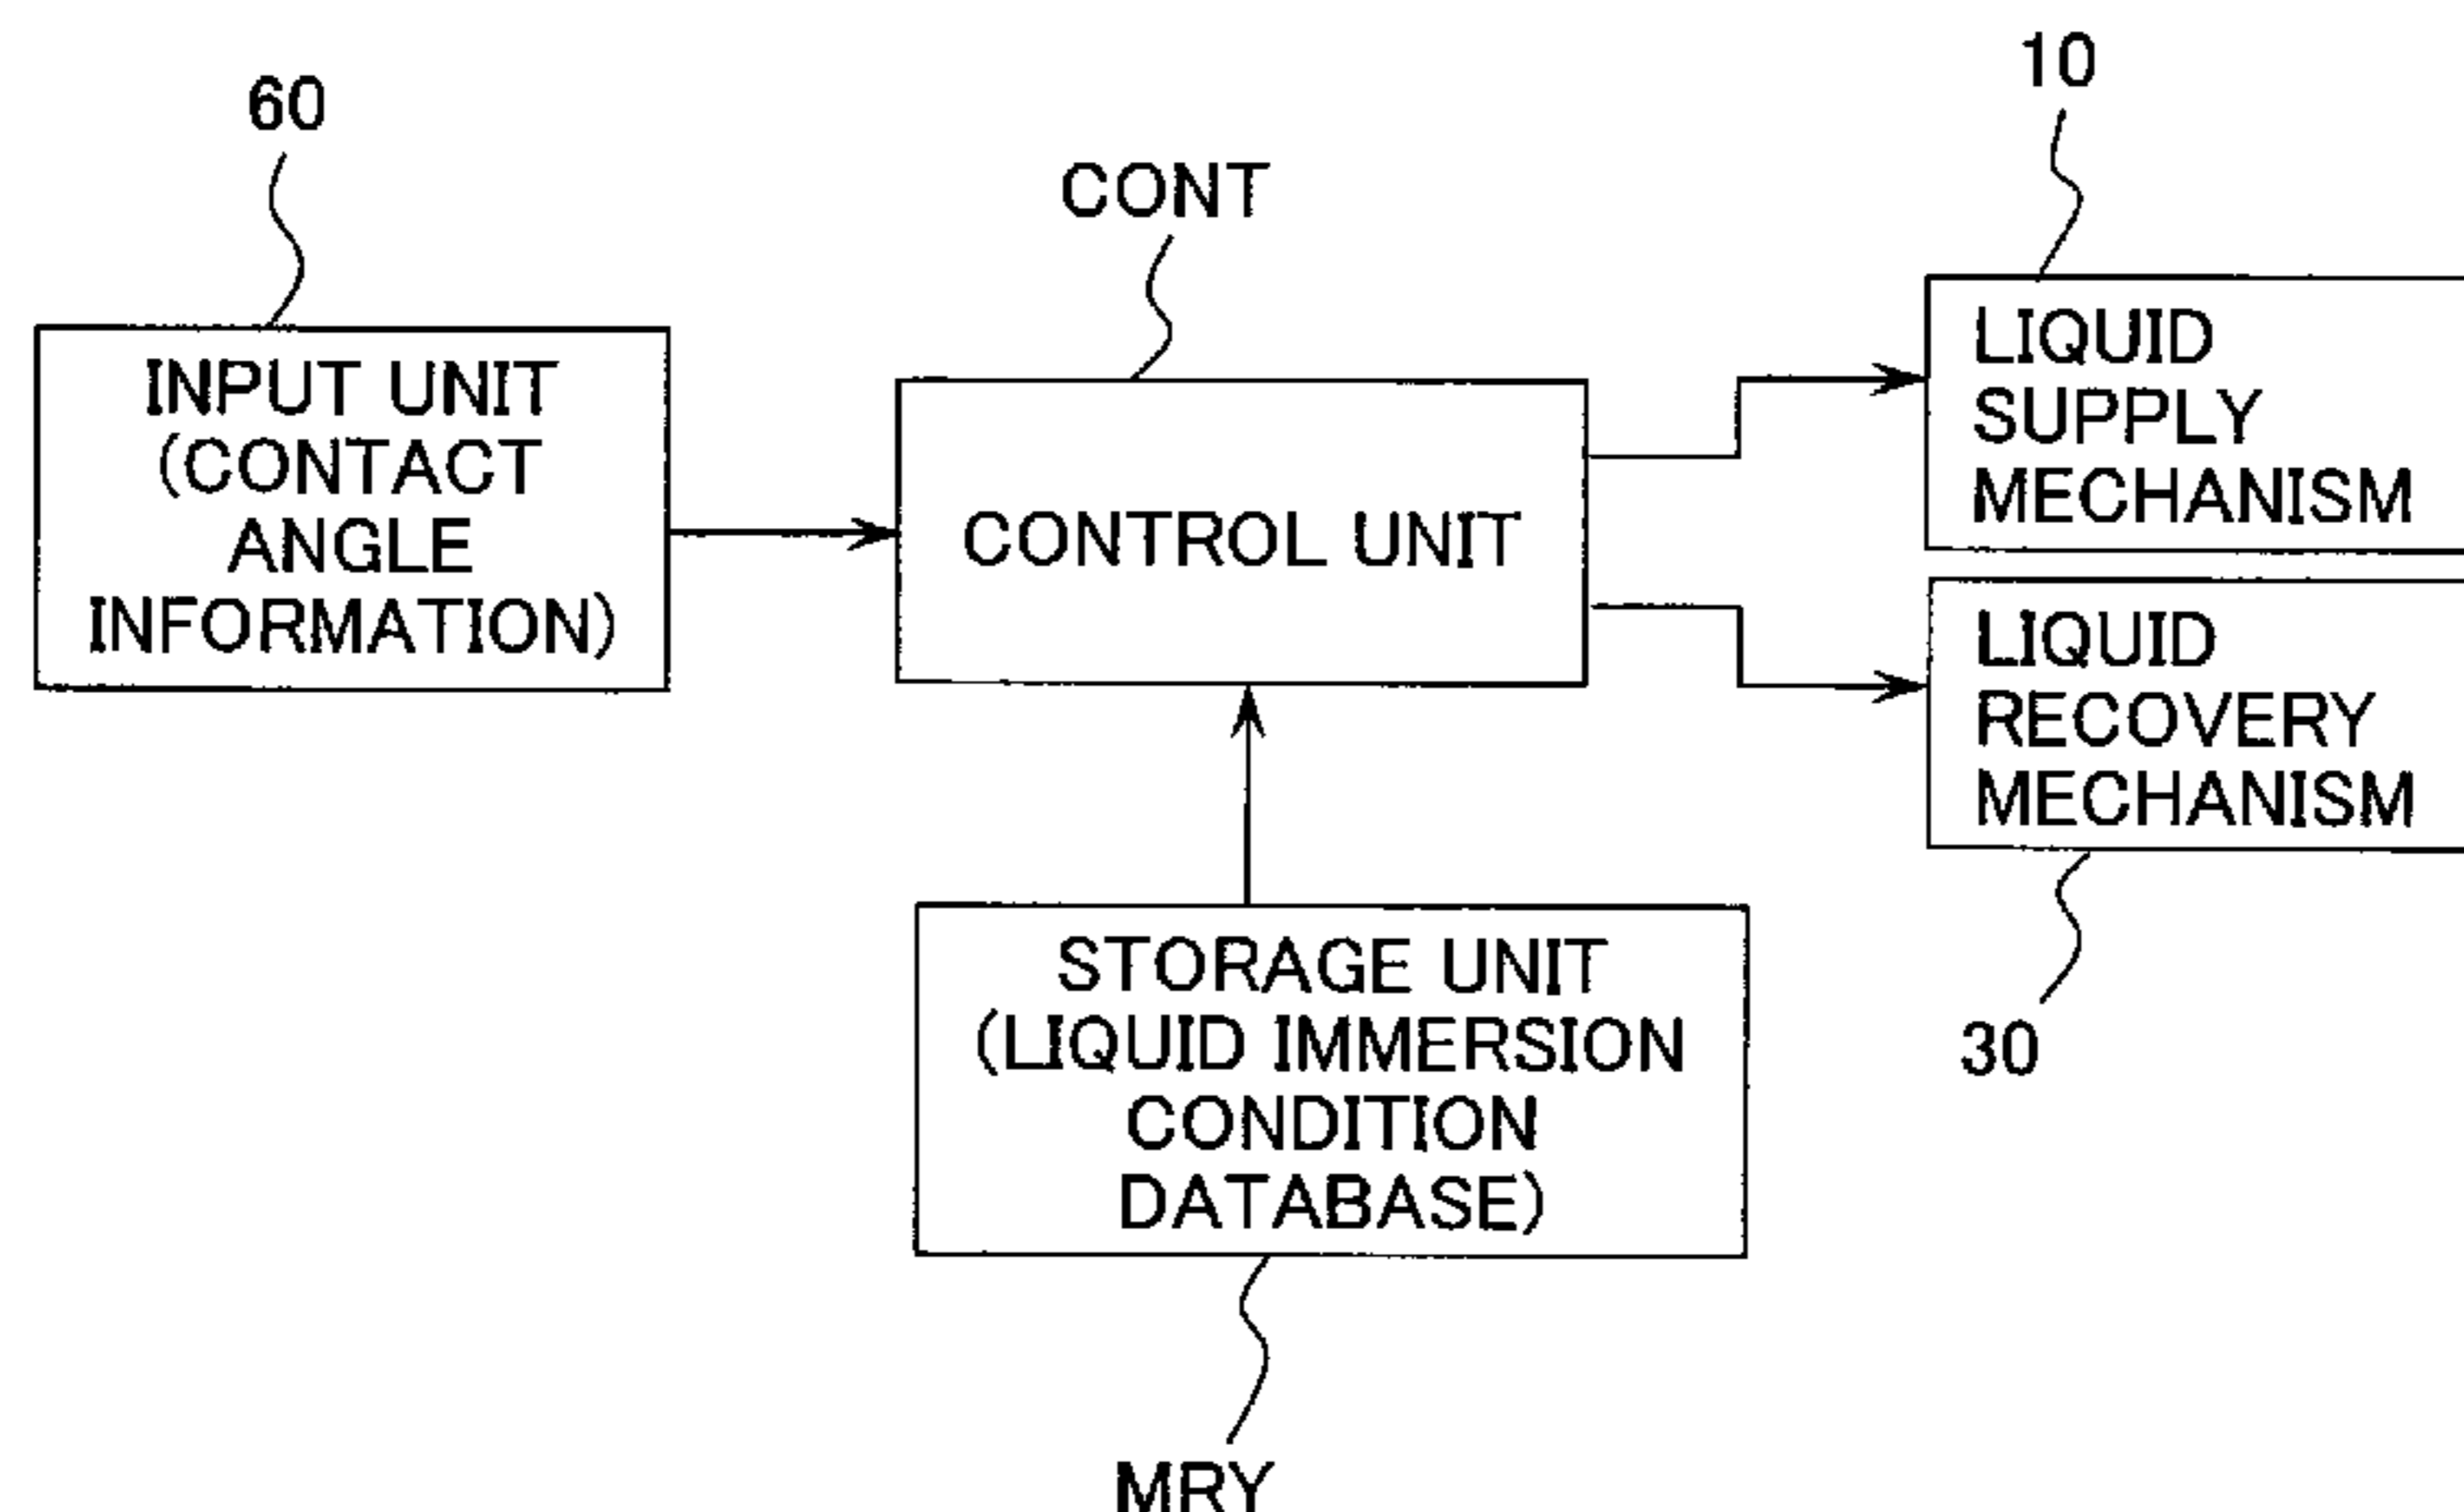 60
CONT
10
INPUT UNIT
(CONTACT
ANGLE
INFORMATION)
CONTROL UNIT
LIQUID
SUPPLY
MECHANISM
LIQUID
RECOVERY
MECHANISM
30
STORAGE UNIT
(LIQUID IMMERSION
CONDITION
DATABASE)
MRY